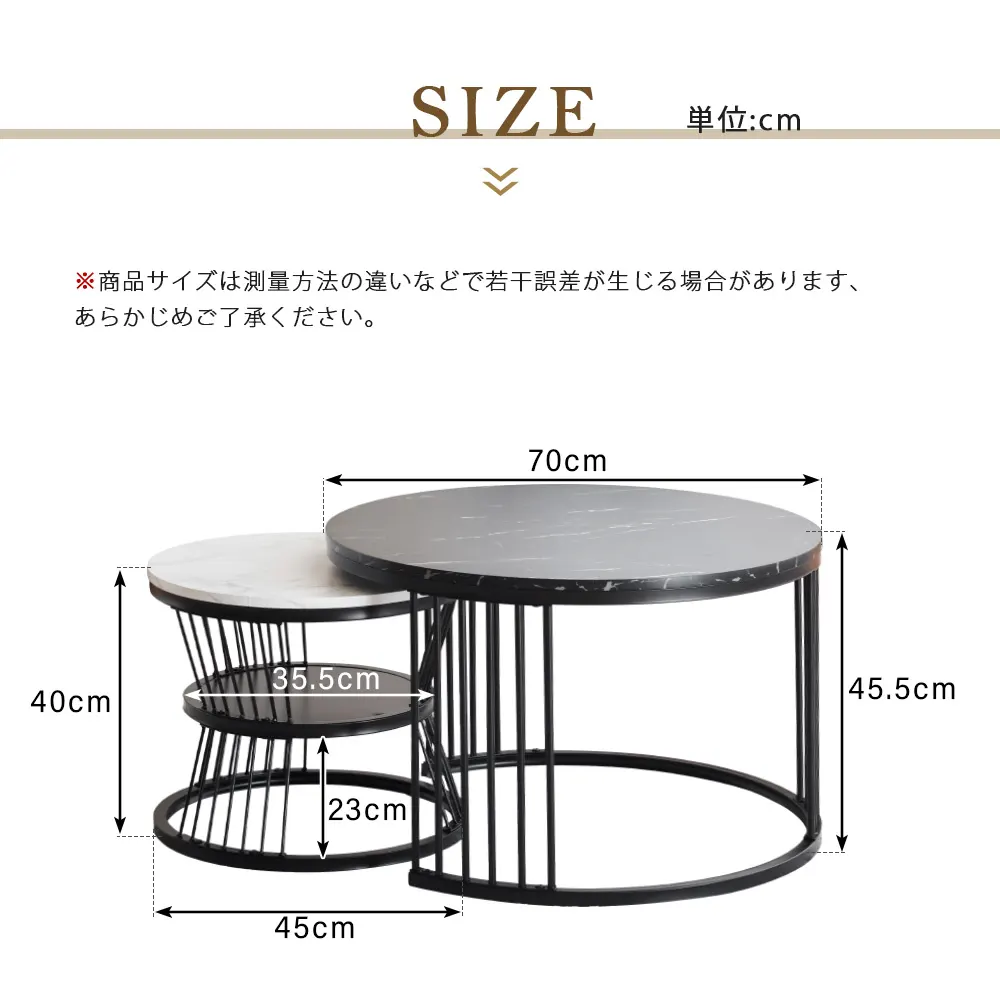 SIZE
単位:cm
※商品サイズは測量方法の違いなどで若干誤差が生じる場合があります、
あらかじめご了承ください。
70cm
35.5cm
40cm
45.5cm
23cm
45cm